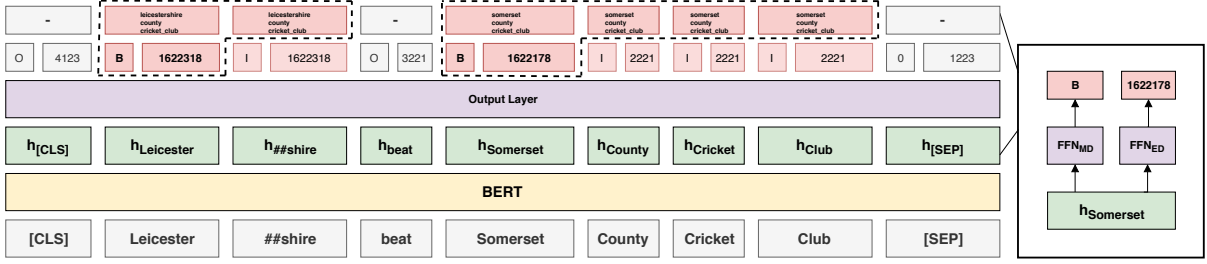 -
leicestershire
county
cricket_club
leicestershire
county
cricket_club
-
somerset
county
cricket_club
somerset
county
cricket_club
somerset
county
cricket_club
somerset
county
cricket_club
-
O 4123 B 1622318 I 1622318 O 3221 B 1622178 I 2221 I 2221 I 2221 0 1223
Output Layer
h[CLS] hLeicester h##shire hbeat hSomerset hCounty hCricket hClub h[SEP]
BERT
[CLS] Leicester ##shire beat Somerset County Cricket Club [SEP]
B 1622178
FFNMD FFNED
hSomerset